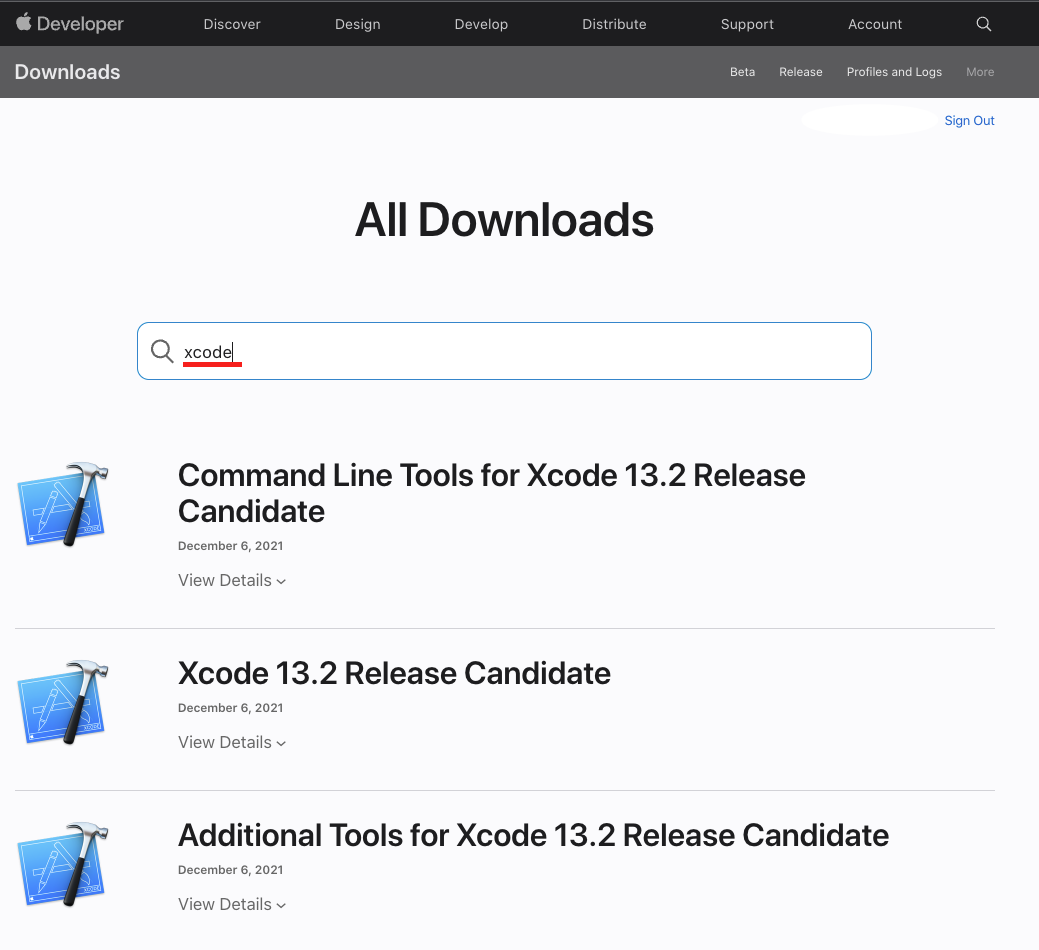 Developer Discover Design Develop Distribute Support Account
Downloads Beta Release Profiles and Logs More
Sign Out
All Downloads
xcode
Command Line Tools for Xcode 13.2 Release
Candidate
December 6, 2021
View Details
Xcode 13.2 Release Candidate
December 6, 2021
View Details
Additional Tools for Xcode 13.2 Release Candidate
December 6, 2021
View Details